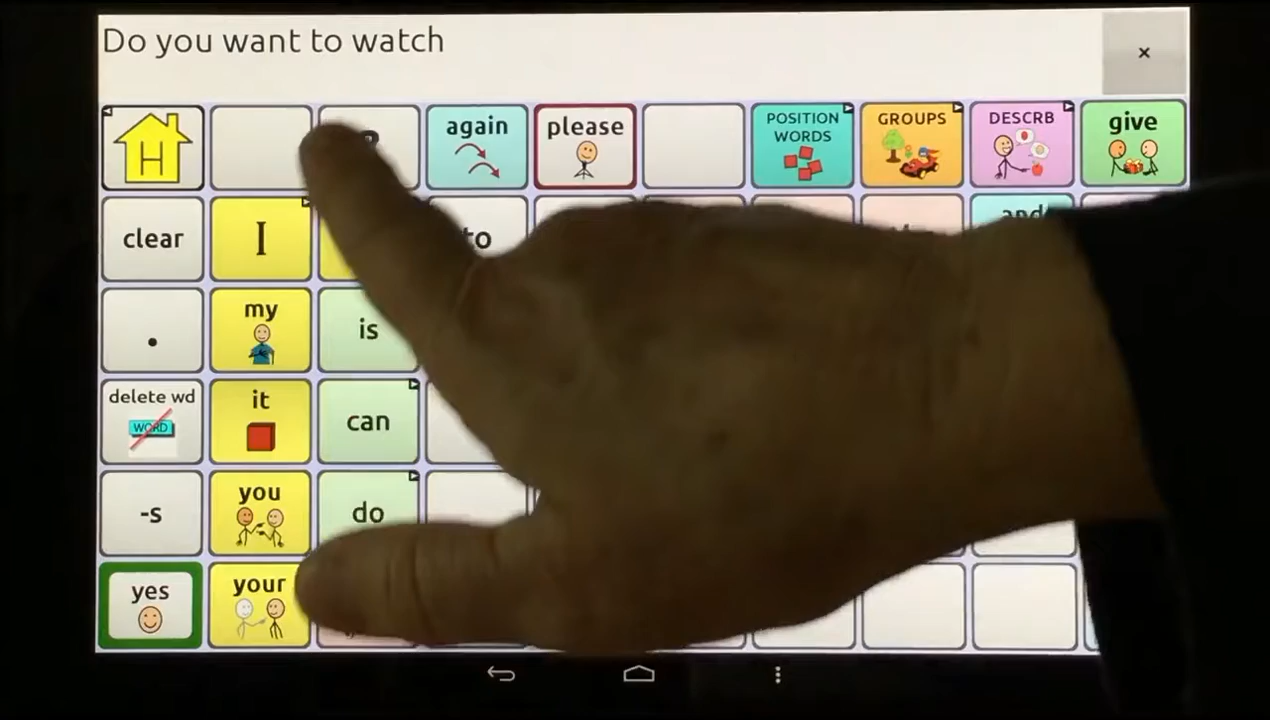 Do you want to watch
×
H
again
please
POSITION
WORDS
GROUPS
DESCRB
give
clear
I
to
and
.
my
is
delete wd
WORD
it
can
-s
you
do
yes
your